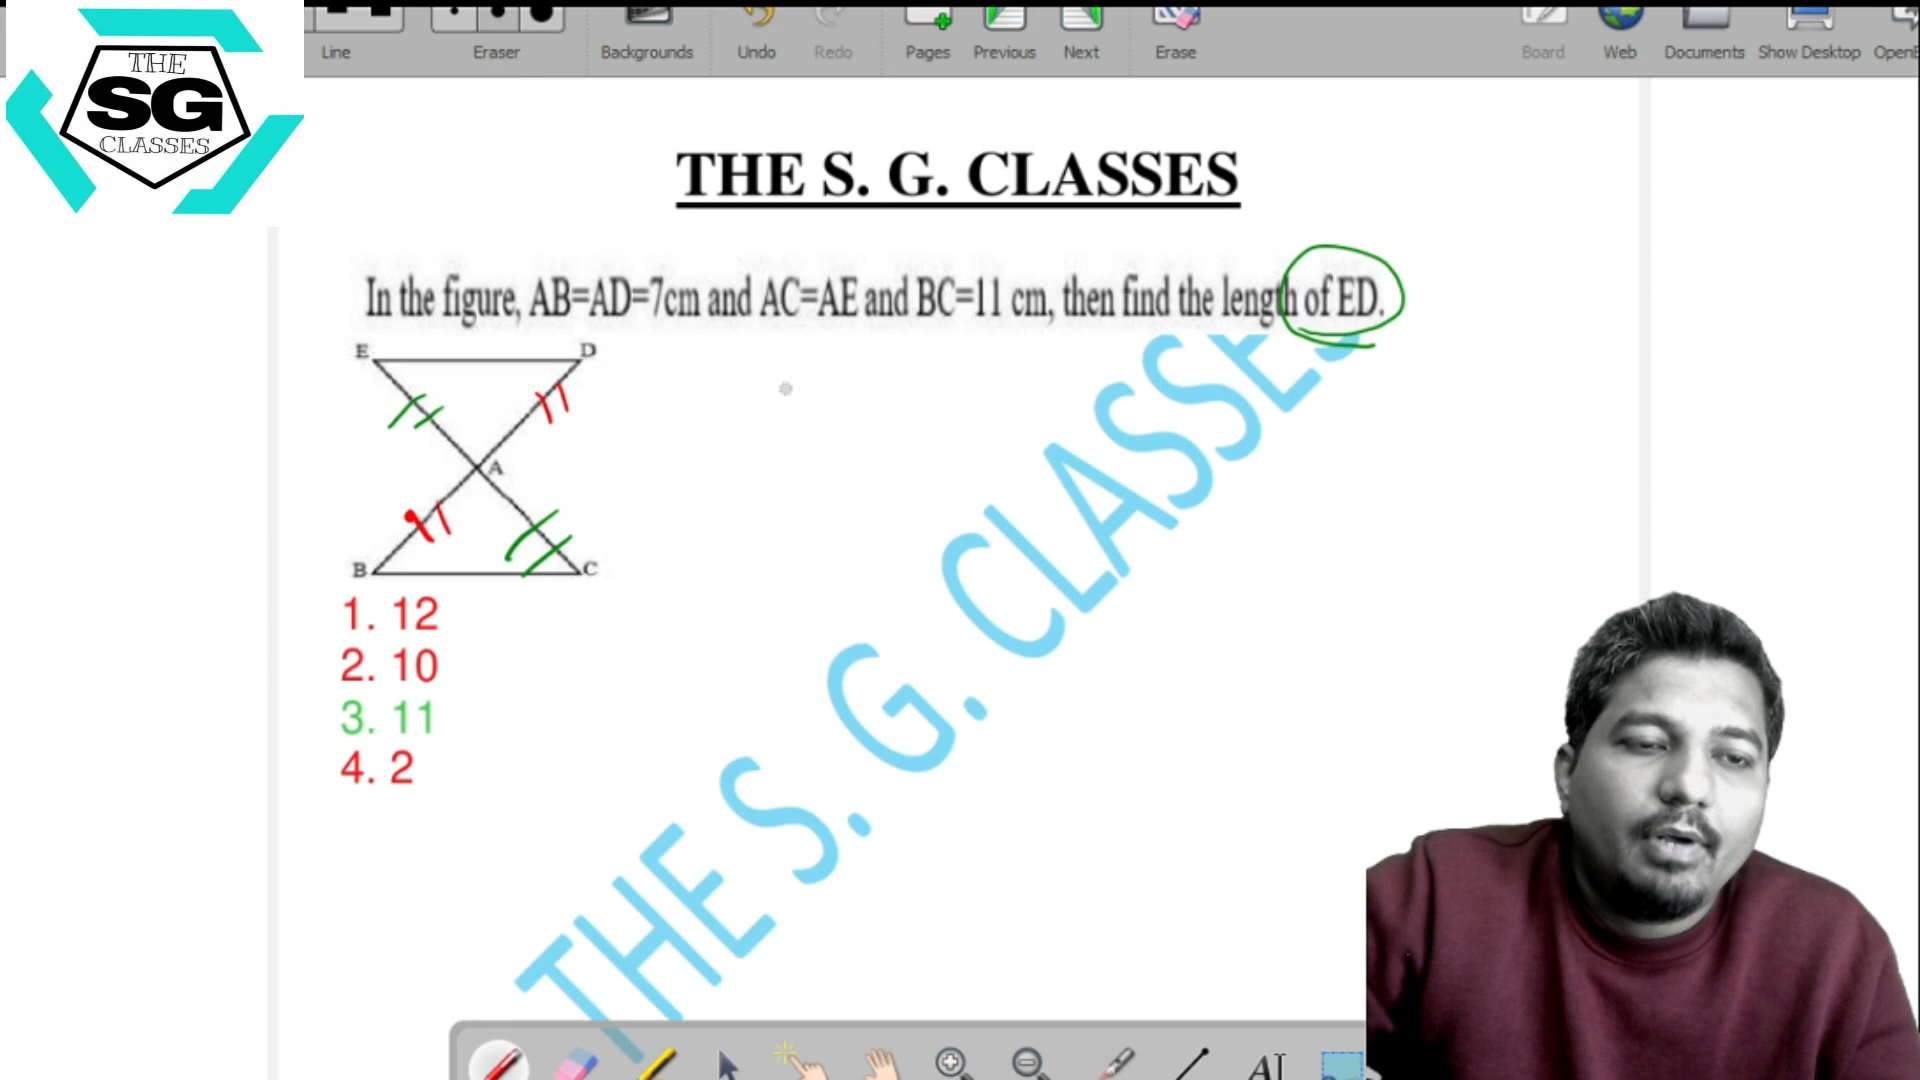 THE
SG
CLASSES
Line
Eraser
Backgrounds
Undo
Redo
Pages
Previous
Next
Erase
Board
Web
Documents
Show Desktop
THE S. G. CLASSES
In the figure, AB=AD=7cm and AC=AE and BC=11 cm, then find the length of ED.
E
D
A
B
C
1. 12
2. 10
3. 11
4. 2
THE S. G. CLASSES